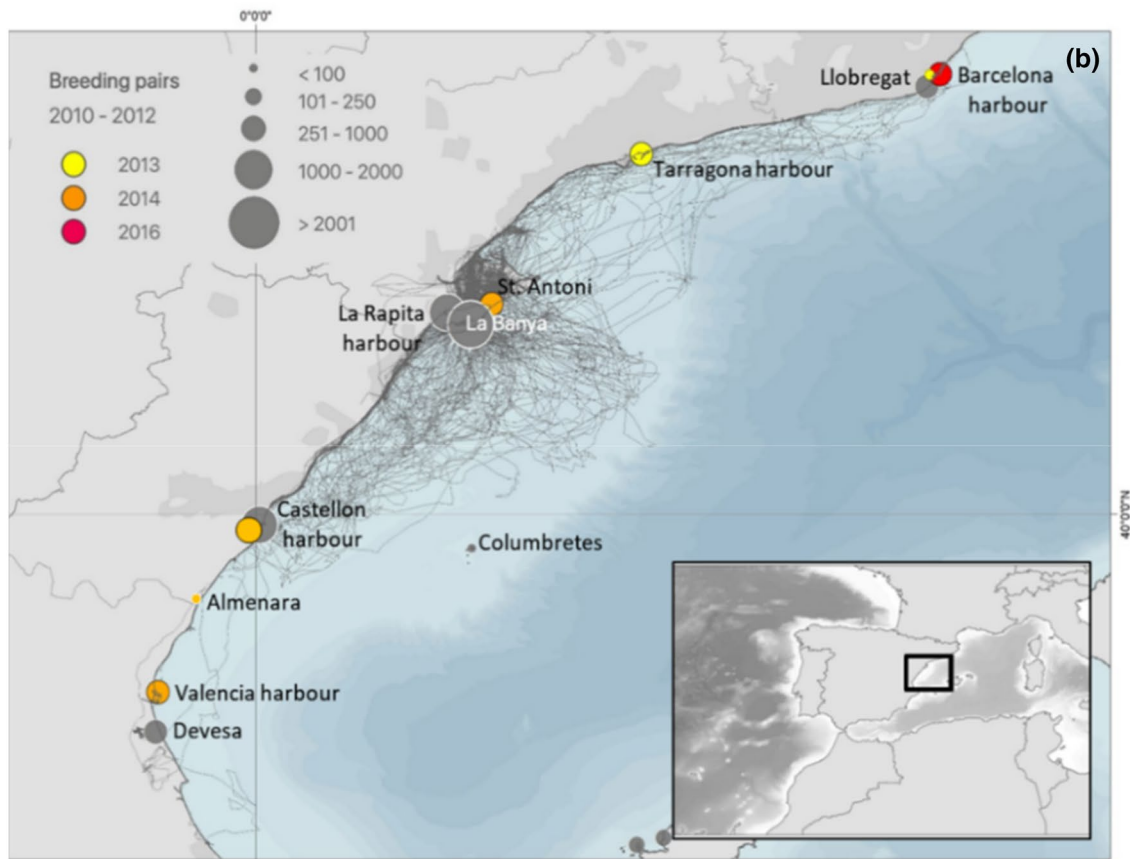 0°0'0"
(b)
Breeding pairs
2010 - 2012
2013
2014
2016
< 100
101 - 250
251 - 1000
1000 - 2000
> 2001
Llobregat
Barcelona
harbour
Tarragona harbour
St. Antoni
La Rapita
harbour
La Banya
Castellon
harbour
40°0'0"N
Columbretes
Almenara
Valencia harbour
Devesa